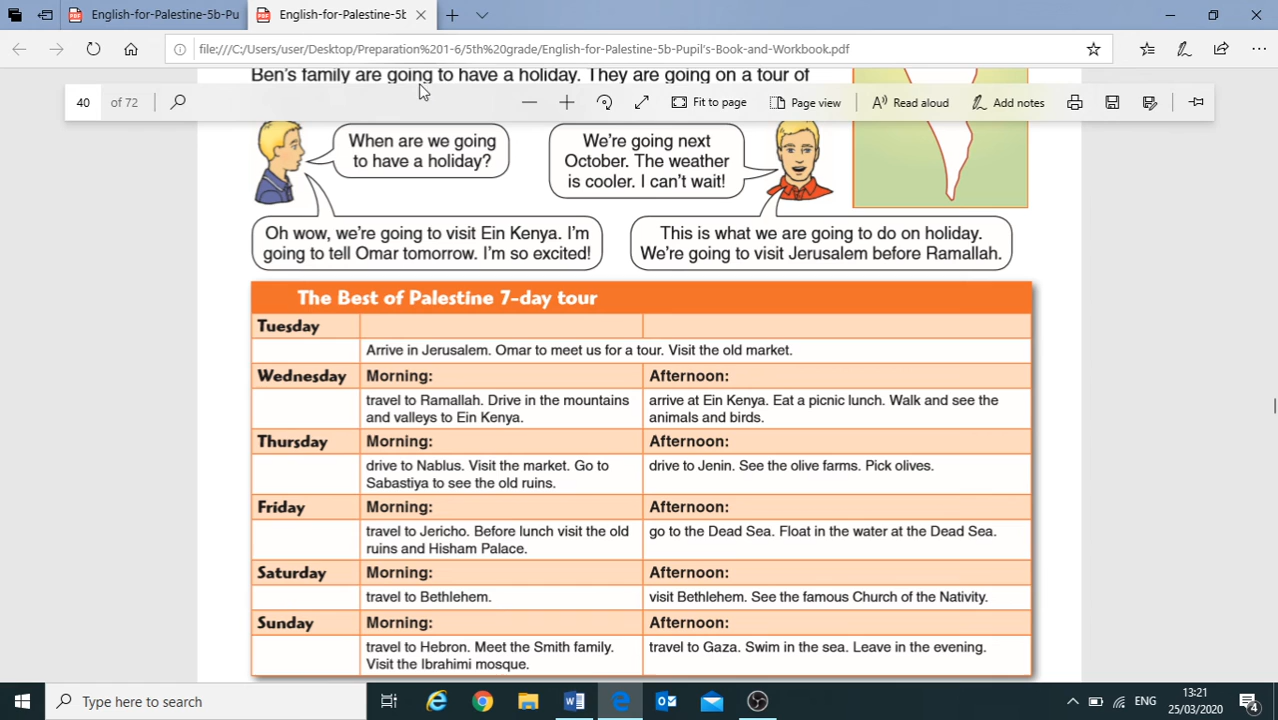 English-for-Palestine-5b-Pu
English-for-Palestine-5b
file:///C:/Users/user/Desktop/Preparation%201-6/5th%20grade/English-for-Palestine-5b-Pupil's-Book-and-Workbook.pdf
Ben's family are going to have a holiday. They are going on a tour of
40 of 72
Fit to page
Page view
Read aloud
Add notes
When are we going
to have a holiday?
We're going next
October. The weather
is cooler. I can't wait!
Oh wow, we're going to visit Ein Kenya. I'm
going to tell Omar tomorrow. I'm so excited!
This is what we are going to do on holiday.
We're going to visit Jerusalem before Ramallah.
The Best of Palestine 7-day tour
Tuesday
Arrive in Jerusalem. Omar to meet us for a tour. Visit the old market.
Wednesday Morning: Afternoon:
travel to Ramallah. Drive in the mountains
and valleys to Ein Kenya.
arrive at Ein Kenya. Eat a picnic lunch. Walk and see the
animals and birds.
Thursday Morning: Afternoon:
drive to Nablus. Visit the market. Go to
Sabastiya to see the old ruins.
drive to Jenin. See the olive farms. Pick olives.
Friday Morning: Afternoon:
travel to Jericho. Before lunch visit the old
ruins and Hisham Palace.
go to the Dead Sea. Float in the water at the Dead Sea.
Saturday Morning: Afternoon:
travel to Bethlehem.
visit Bethlehem. See the famous Church of the Nativity.
Sunday Morning: Afternoon:
travel to Hebron. Meet the Smith family.
Visit the Ibrahimi mosque.
travel to Gaza. Swim in the sea. Leave in the evening.
Type here to search
ENG
13:21
25/03/2020
4